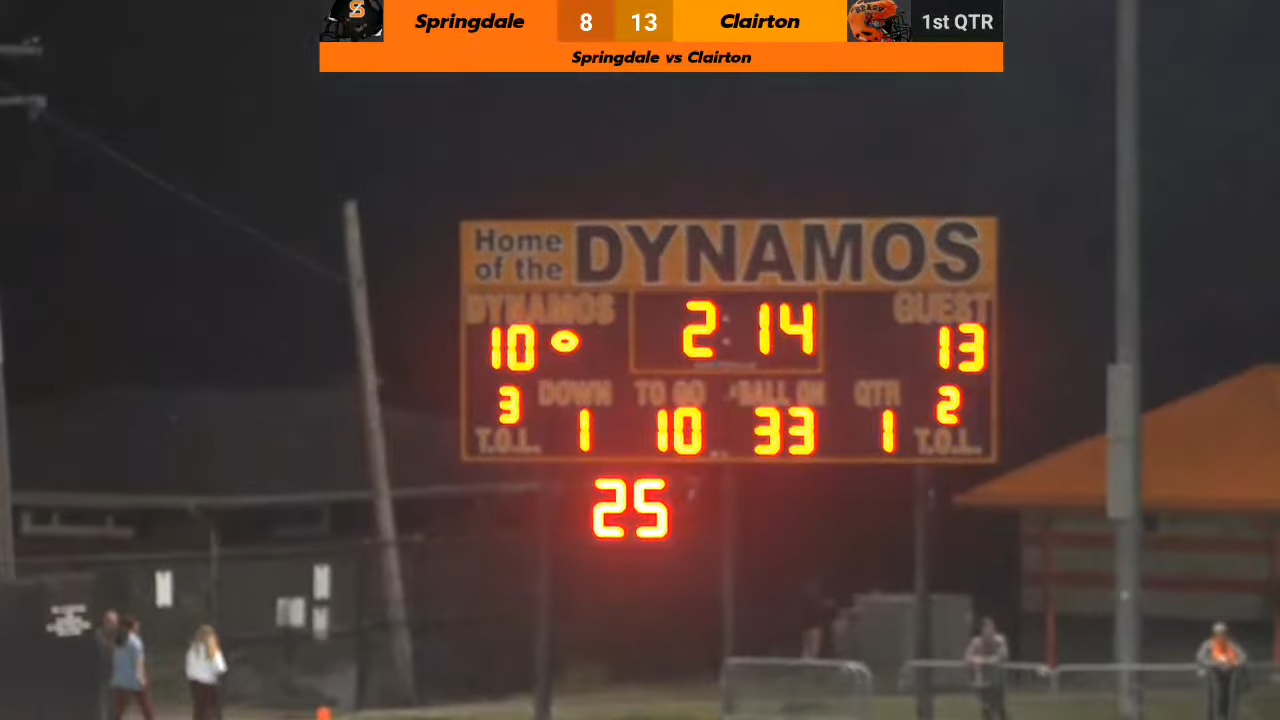 S Springdale 8 13 Clairton 1st QTR
Springdale vs Clairton
Home of the DYNAMOS
DYNAMOS 2:14 GUEST
10 13
3 DOWN TO GO BALL ON QTR 2
T.O.L. 1 10 33 1 T.O.L.
25